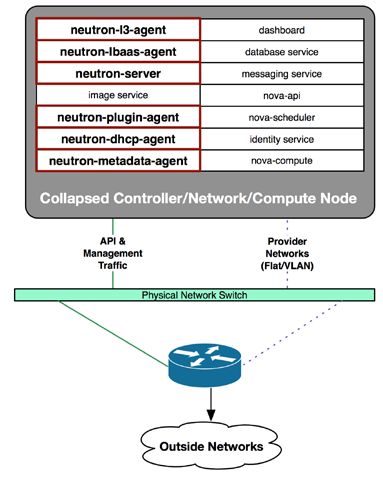 neutron-l3-agent dashboard
neutron-lbaas-agent database service
neutron-server messaging service
image service nova-api
neutron-plugin-agent nova-scheduler
neutron-dhcp-agent identity service
neutron-metadata-agent nova-compute
Collapsed Controller/Network/Compute Node
API &
Management
Traffic
Provider
Networks
(Flat/VLAN)
Physical Network Switch
Outside Networks